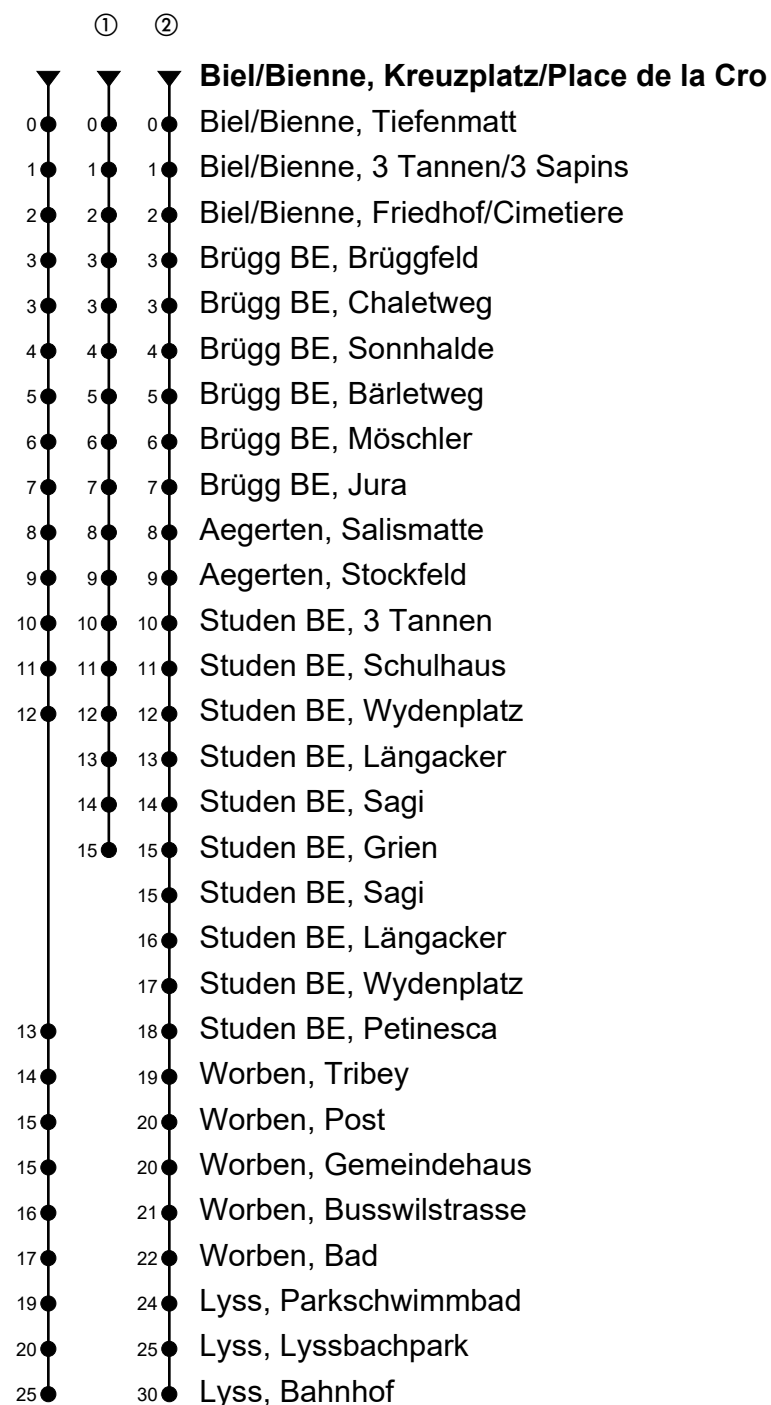 ① ②
Biel/Bienne, Kreuzplatz/Place de la Cro
0 0 0 Biel/Bienne, Tiefenmatt
1 1 1 Biel/Bienne, 3 Tannen/3 Sapins
2 2 2 Biel/Bienne, Friedhof/Cimetiere
3 3 3 Brügg BE, Brüggfeld
3 3 3 Brügg BE, Chaletweg
4 4 4 Brügg BE, Sonnhalde
5 5 5 Brügg BE, Bärletweg
6 6 6 Brügg BE, Möschler
7 7 7 Brügg BE, Jura
8 8 8 Aegerten, Salismatte
9 9 9 Aegerten, Stockfeld
10 10 10 Studen BE, 3 Tannen
11 11 11 Studen BE, Schulhaus
12 12 12 Studen BE, Wydenplatz
13 13 Studen BE, Längacker
14 14 Studen BE, Sagi
15 15 Studen BE, Grien
15 Studen BE, Sagi
16 Studen BE, Längacker
17 Studen BE, Wydenplatz
13 18 Studen BE, Petinesca
14 19 Worben, Tribey
15 20 Worben, Post
15 20 Worben, Gemeindehaus
16 21 Worben, Busswilstrasse
17 22 Worben, Bad
19 24 Lyss, Parkschwimmbad
20 25 Lyss, Lyssbachpark
25 30 Lyss, Bahnhof